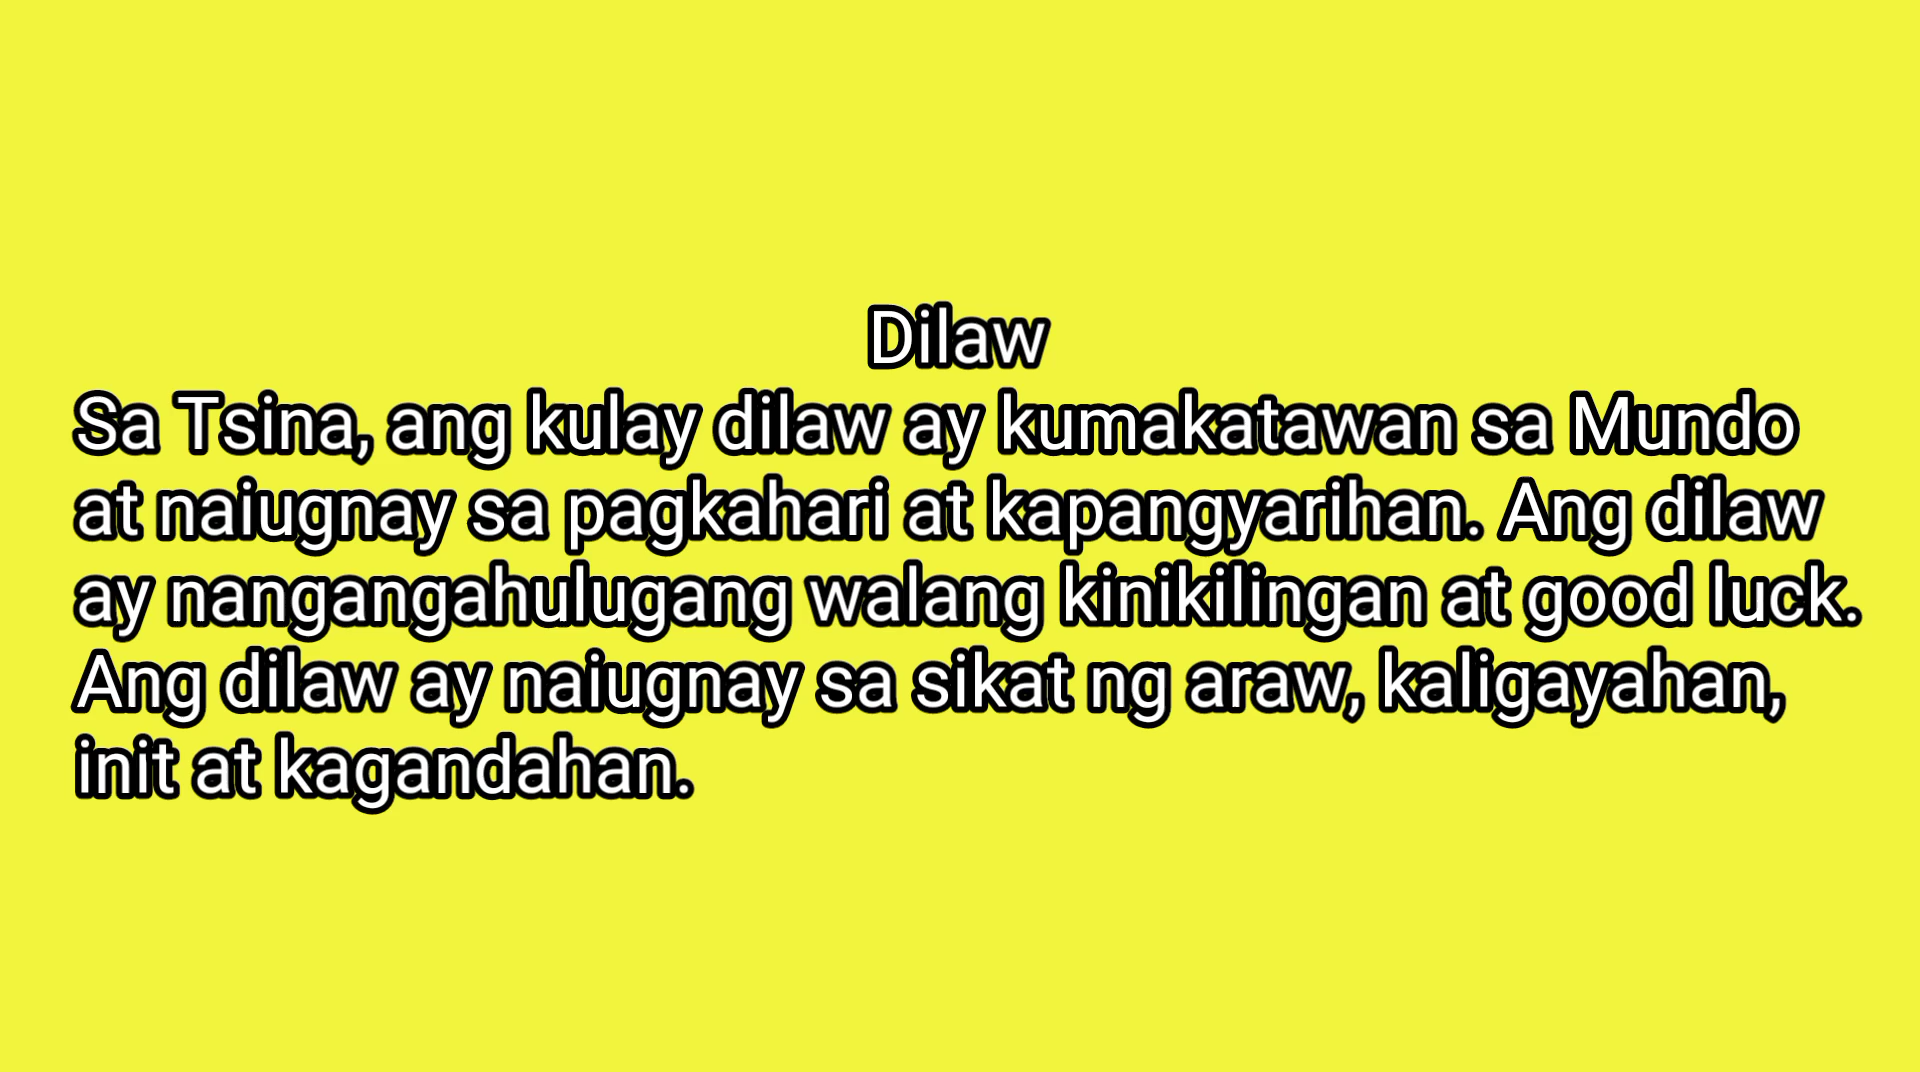 Dilaw
Sa Tsina, ang kulay dilaw ay kumakatawan sa Mundo
at naiugnay sa pagkahari at kapangyarihan. Ang dilaw
ay nangangahulugang walang kinikilingan at good luck.
Ang dilaw ay naiugnay sa sikat ng araw, kaligayahan,
init at kagandahan.